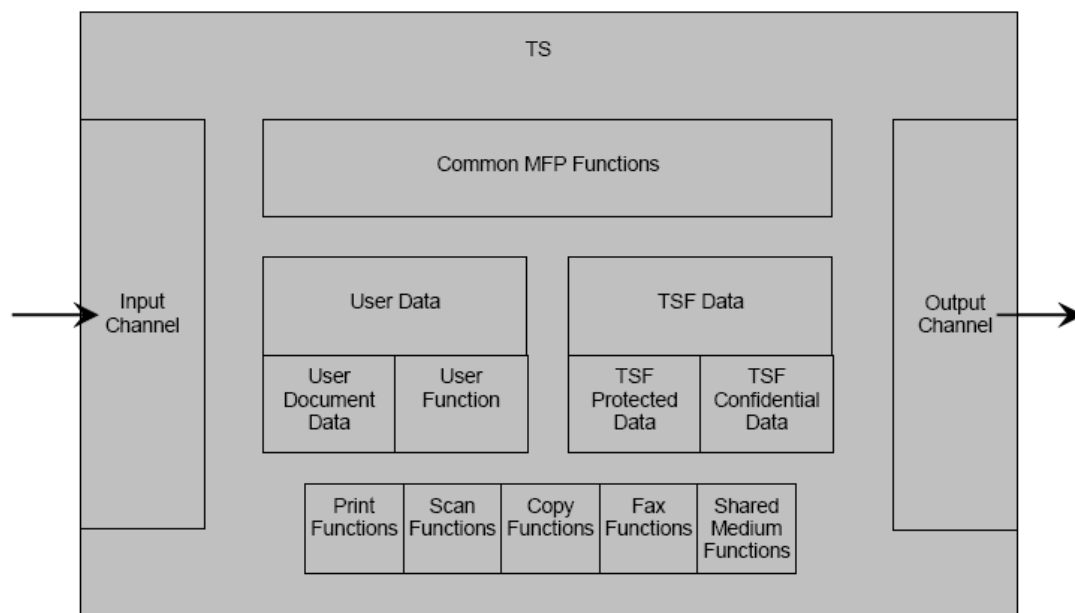 TS
Common MFP Functions
Input
Channel
User Data
TSF Data
Output
Channel
User
Document
Data
User
Function
TSF
Protected
Data
TSF
Confidential
Data
Print
Functions
Scan
Functions
Copy
Functions
Fax
Functions
Shared
Medium
Functions